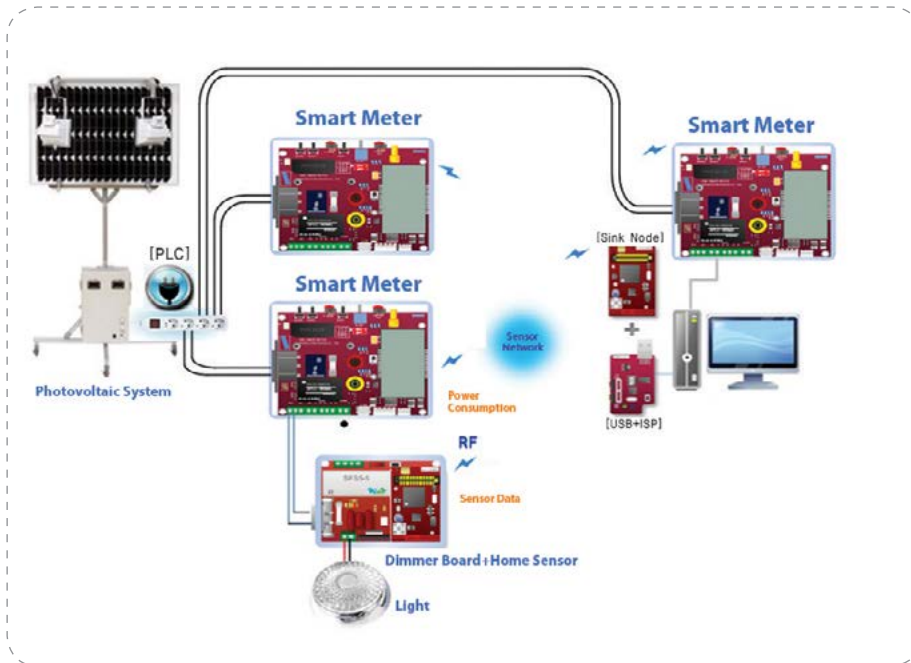 Smart Meter
Smart Meter
[PLC]
[Sink Node]
Smart Meter
Sensor
Network
Photovoltaic System
Power
Consumption
[USB+ISP]
RF
Sensor Data
Dimmer Board+Home Sensor
Light